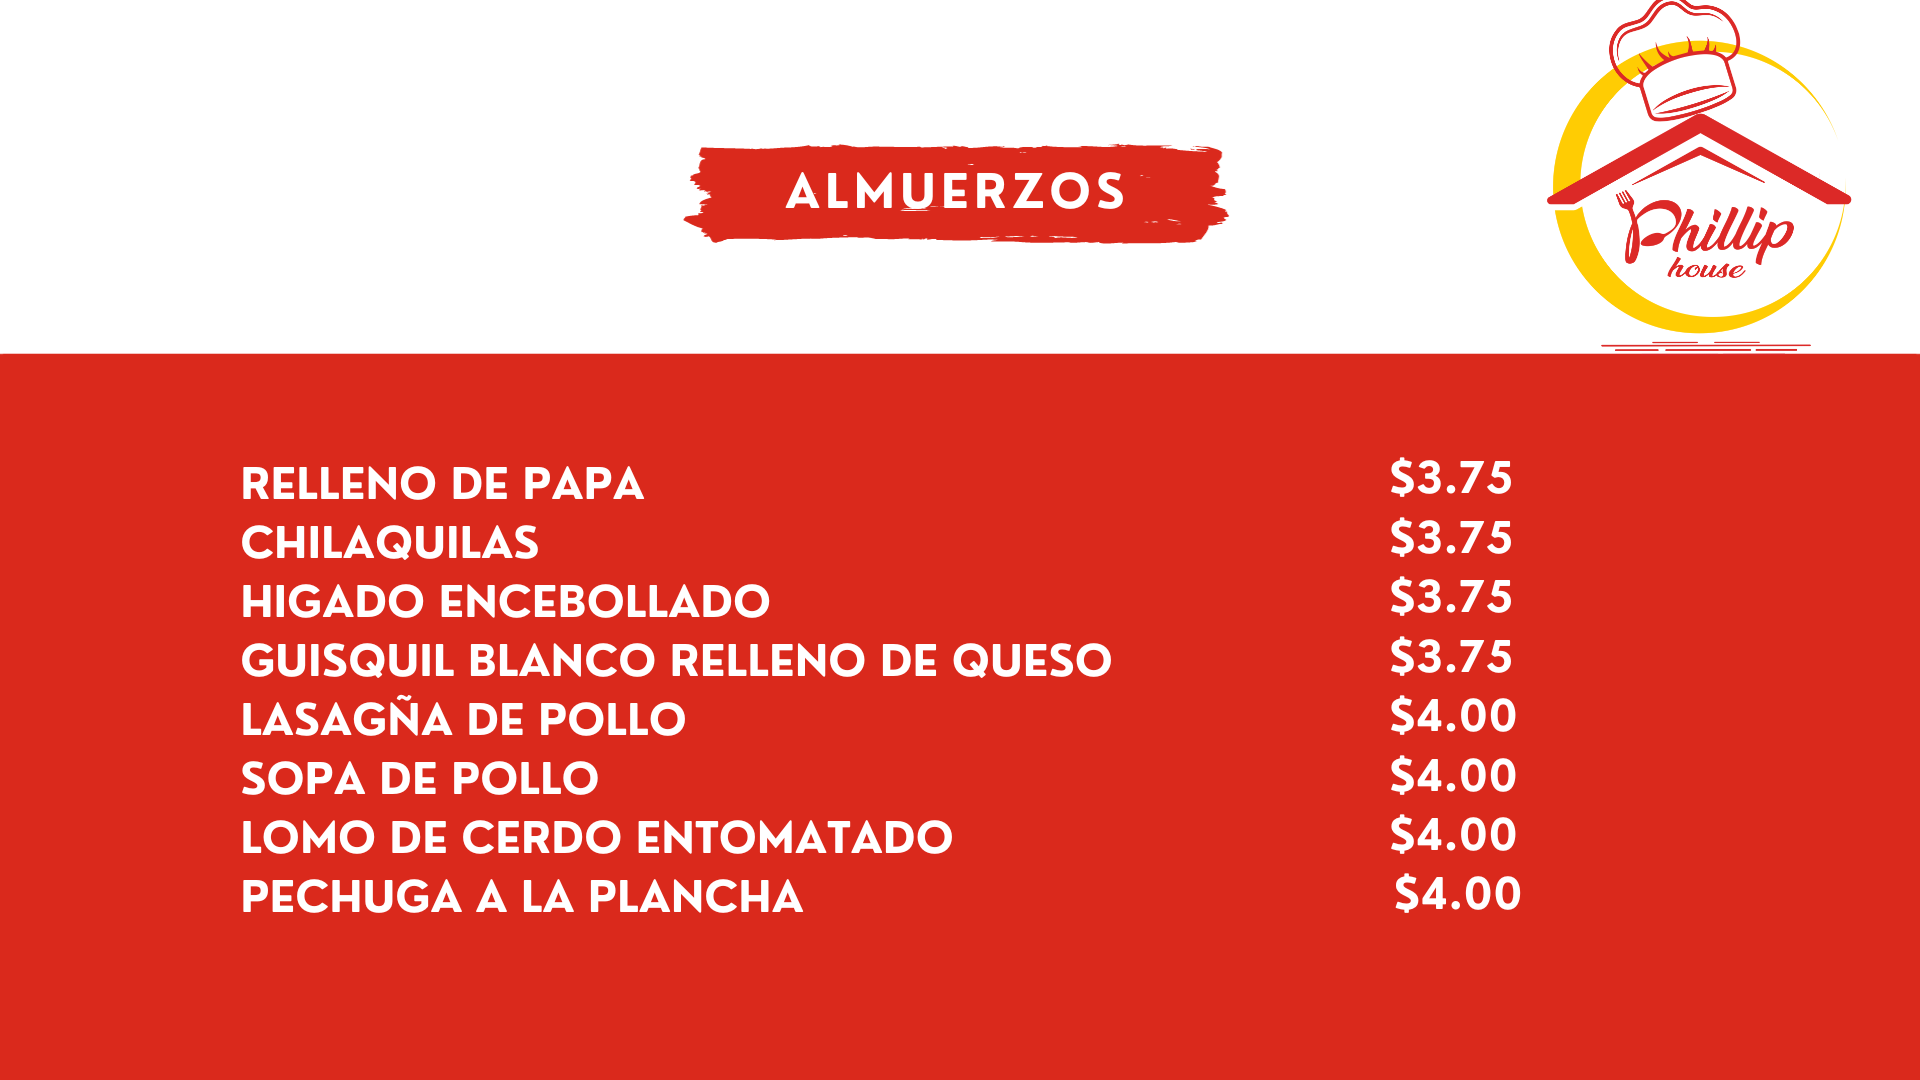 ALMUERZOS
Phillip
house
RELLENO DE PAPA $3.75
CHILAQUILAS $3.75
HIGADO ENCEBOLLADO $3.75
GUISQUIL BLANCO RELLENO DE QUESO $3.75
LASAGÑA DE POLLO $4.00
SOPA DE POLLO $4.00
LOMO DE CERDO ENTOMATADO $4.00
PECHUGA A LA PLANCHA $4.00